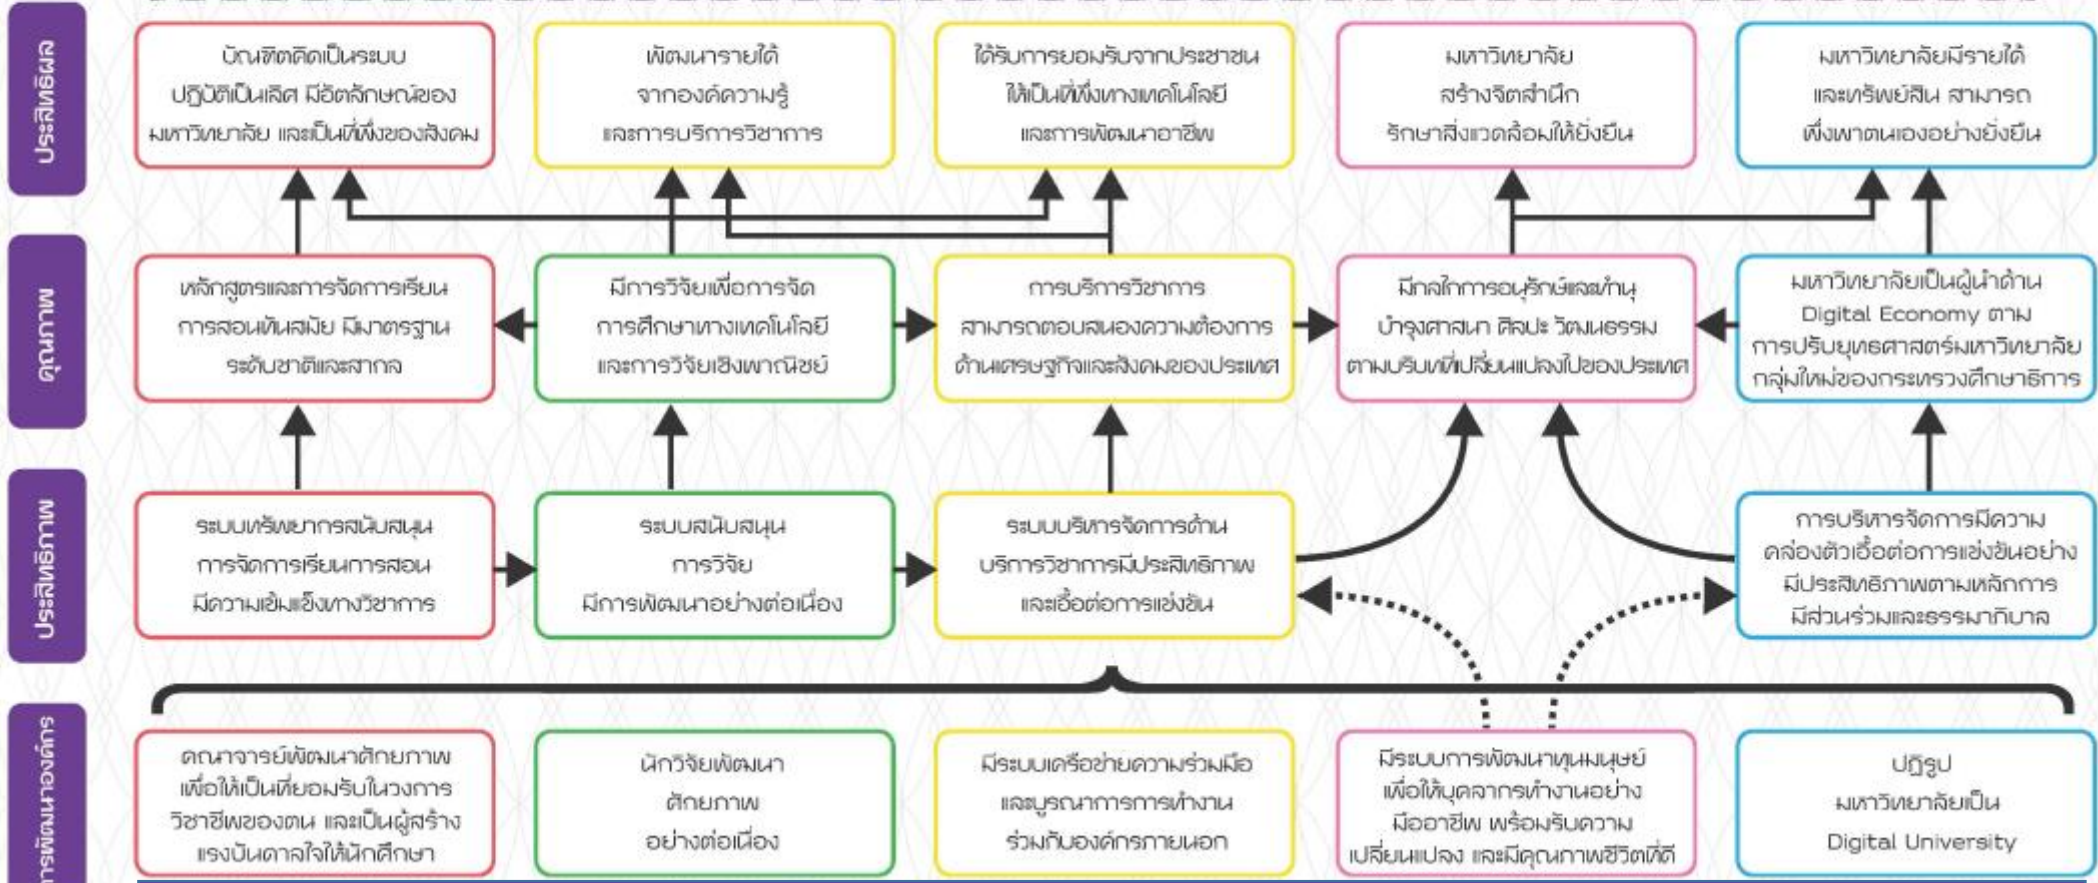 ประสิทธิผล
บัณฑิตคิดเป็นระบบ
ปฏิบัติเป็นเลิศ มีอัตลักษณ์ของ
มหาวิทยาลัย และเป็นที่พึ่งของสังคม
พัฒนารายได้
จากองค์ความรู้
และการบริการวิชาการ
ได้รับการยอมรับจากประชาชน
ให้เป็นที่พึ่งทางเทคโนโลยี
และการพัฒนาอาชีพ
มหาวิทยาลัย
สร้างจิตสำนึก
รักษาสิ่งแวดล้อมให้ยั่งยืน
มหาวิทยาลัยมีรายได้
และทรัพย์สิน สามารถ
พึ่งพาตนเองอย่างยั่งยืน
คุณภาพ
หลักสูตรและการจัดการเรียน
การสอนทันสมัย มีมาตรฐาน
ระดับชาติและสากล
มีการวิจัยเพื่อการจัด
การศึกษาทางเทคโนโลยี
และการวิจัยเชิงพาณิชย์
การบริการวิชาการ
สามารถตอบสนองความต้องการ
ด้านเศรษฐกิจและสังคมของประเทศ
มีกลไกการอนุรักษ์และทำนุ
บำรุงศาสนา ศิลปะ วัฒนธรรม
ตามบริบทที่เปลี่ยนแปลงไปของประเทศ
มหาวิทยาลัยเป็นผู้นำด้าน
Digital Economy ตาม
การปรับยุทธศาสตร์มหาวิทยาลัย
กลุ่มใหม่ของกระทรวงศึกษาธิการ
ประสิทธิภาพ
ระบบทรัพยากรสนับสนุน
การจัดการเรียนการสอน
มีความเข้มแข็งทางวิชาการ
ระบบสนับสนุน
การวิจัย
มีการพัฒนาอย่างต่อเนื่อง
ระบบบริหารจัดการด้าน
บริการวิชาการมีประสิทธิภาพ
และเอื้อต่อการแข่งขัน
การบริหารจัดการมีความ
คล่องตัวเอื้อต่อการแข่งขันอย่าง
มีประสิทธิภาพตามหลักการ
มีส่วนร่วมและธรรมาภิบาล
การพัฒนาองค์กร
คณาจารย์พัฒนาศักยภาพ
เพื่อให้เป็นที่ยอมรับในวงการ
วิชาชีพของตน และเป็นผู้สร้าง
แรงบันดาลใจให้นักศึกษา
นักวิจัยพัฒนา
ศักยภาพ
อย่างต่อเนื่อง
มีระบบเครือข่ายความร่วมมือ
และบูรณาการการทำงาน
ร่วมกับองค์กรภายนอก
มีระบบการพัฒนาทุนมนุษย์
เพื่อให้บุคลากรทำงานอย่าง
มืออาชีพ พร้อมรับความ
เปลี่ยนแปลง และมีคุณภาพชีวิตที่ดี
ปฏิรูป
มหาวิทยาลัยเป็น
Digital University